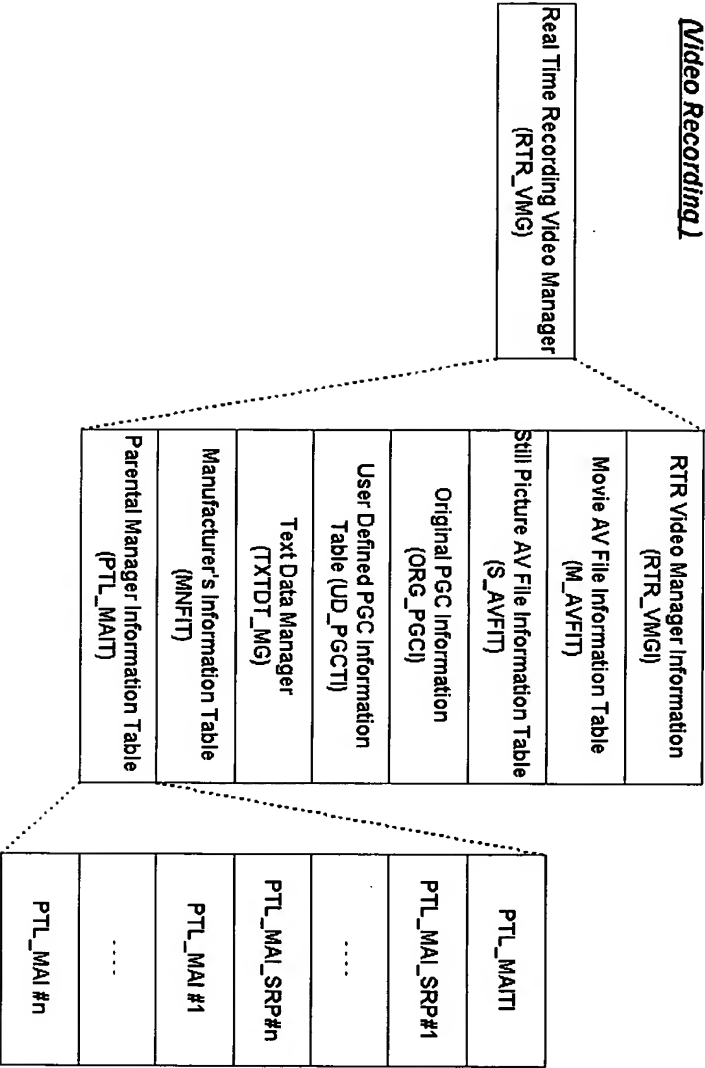 (Video Recording)
Real Time Recording Video Manager
(RTR_VMG)
RTR Video Manager Information
(RTR_VMGI)
Movie AV File Information Table
(M_AVFIT)
Still Picture AV File Information Table
(S_AVFIT)
Original PGC Information
(ORG_PGCI)
User Defined PGC Information
Table (UD_PGCTI)
Text Data Manager
(TXTDT_MG)
Manufacturer's Information Table
(MNFIT)
Parental Manager Information Table
(PTL_MAIT)
PTL_MAITI
PTL_MAI_SRP#1
....
PTL_MAI_SRP#n
PTL_MAI #1
....
PTL_MAI #n